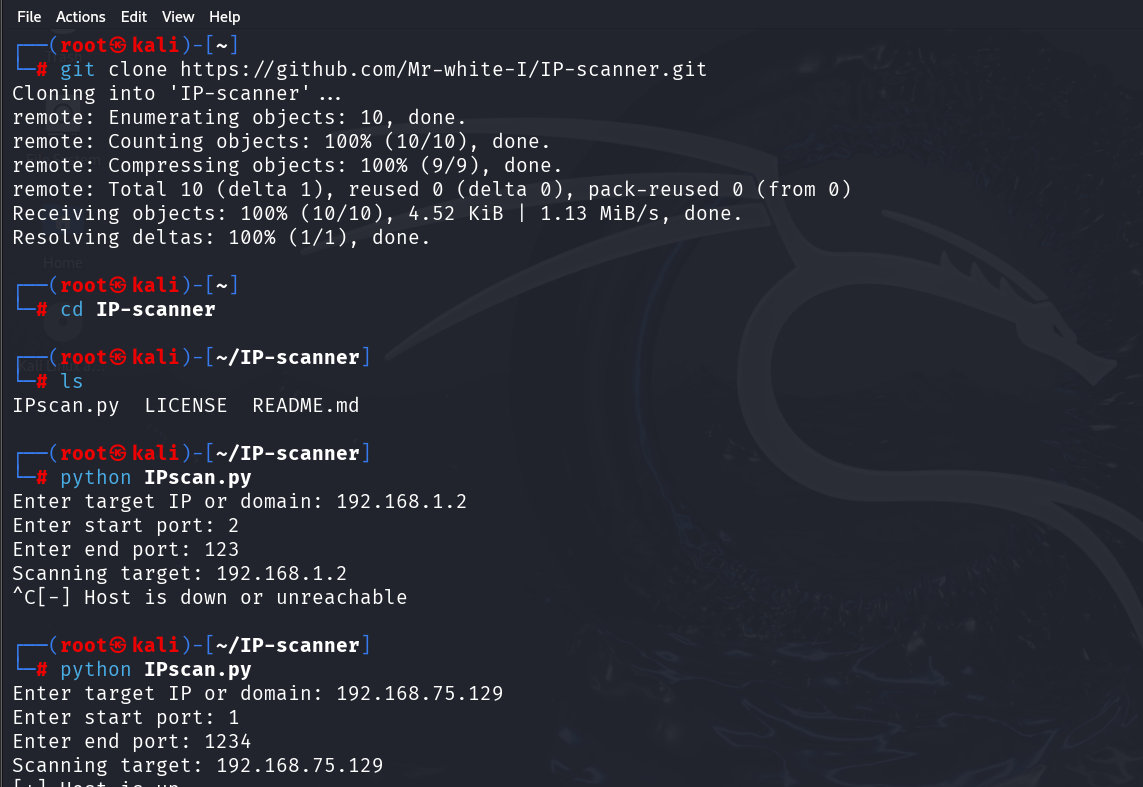 File Actions Edit View Help
┌──(root㉿kali)-[~]
└─# git clone https://github.com/Mr-white-I/IP-scanner.git
Cloning into 'IP-scanner'...
remote: Enumerating objects: 10, done.
remote: Counting objects: 100% (10/10), done.
remote: Compressing objects: 100% (9/9), done.
remote: Total 10 (delta 1), reused 0 (delta 0), pack-reused 0 (from 0)
Receiving objects: 100% (10/10), 4.52 KiB | 1.13 MiB/s, done.
Resolving deltas: 100% (1/1), done.
Home
┌──(root㉿kali)-[~]
└─# cd IP-scanner
┌──(root㉿kali)-[~/IP-scanner]
└─# ls
IPscan.py LICENSE README.md
┌──(root㉿kali)-[~/IP-scanner]
└─# python IPscan.py
Enter target IP or domain: 192.168.1.2
Enter start port: 2
Enter end port: 123
Scanning target: 192.168.1.2
^C[-] Host is down or unreachable
┌──(root㉿kali)-[~/IP-scanner]
└─# python IPscan.py
Enter target IP or domain: 192.168.75.129
Enter start port: 1
Enter end port: 1234
Scanning target: 192.168.75.129
[+] Host is up